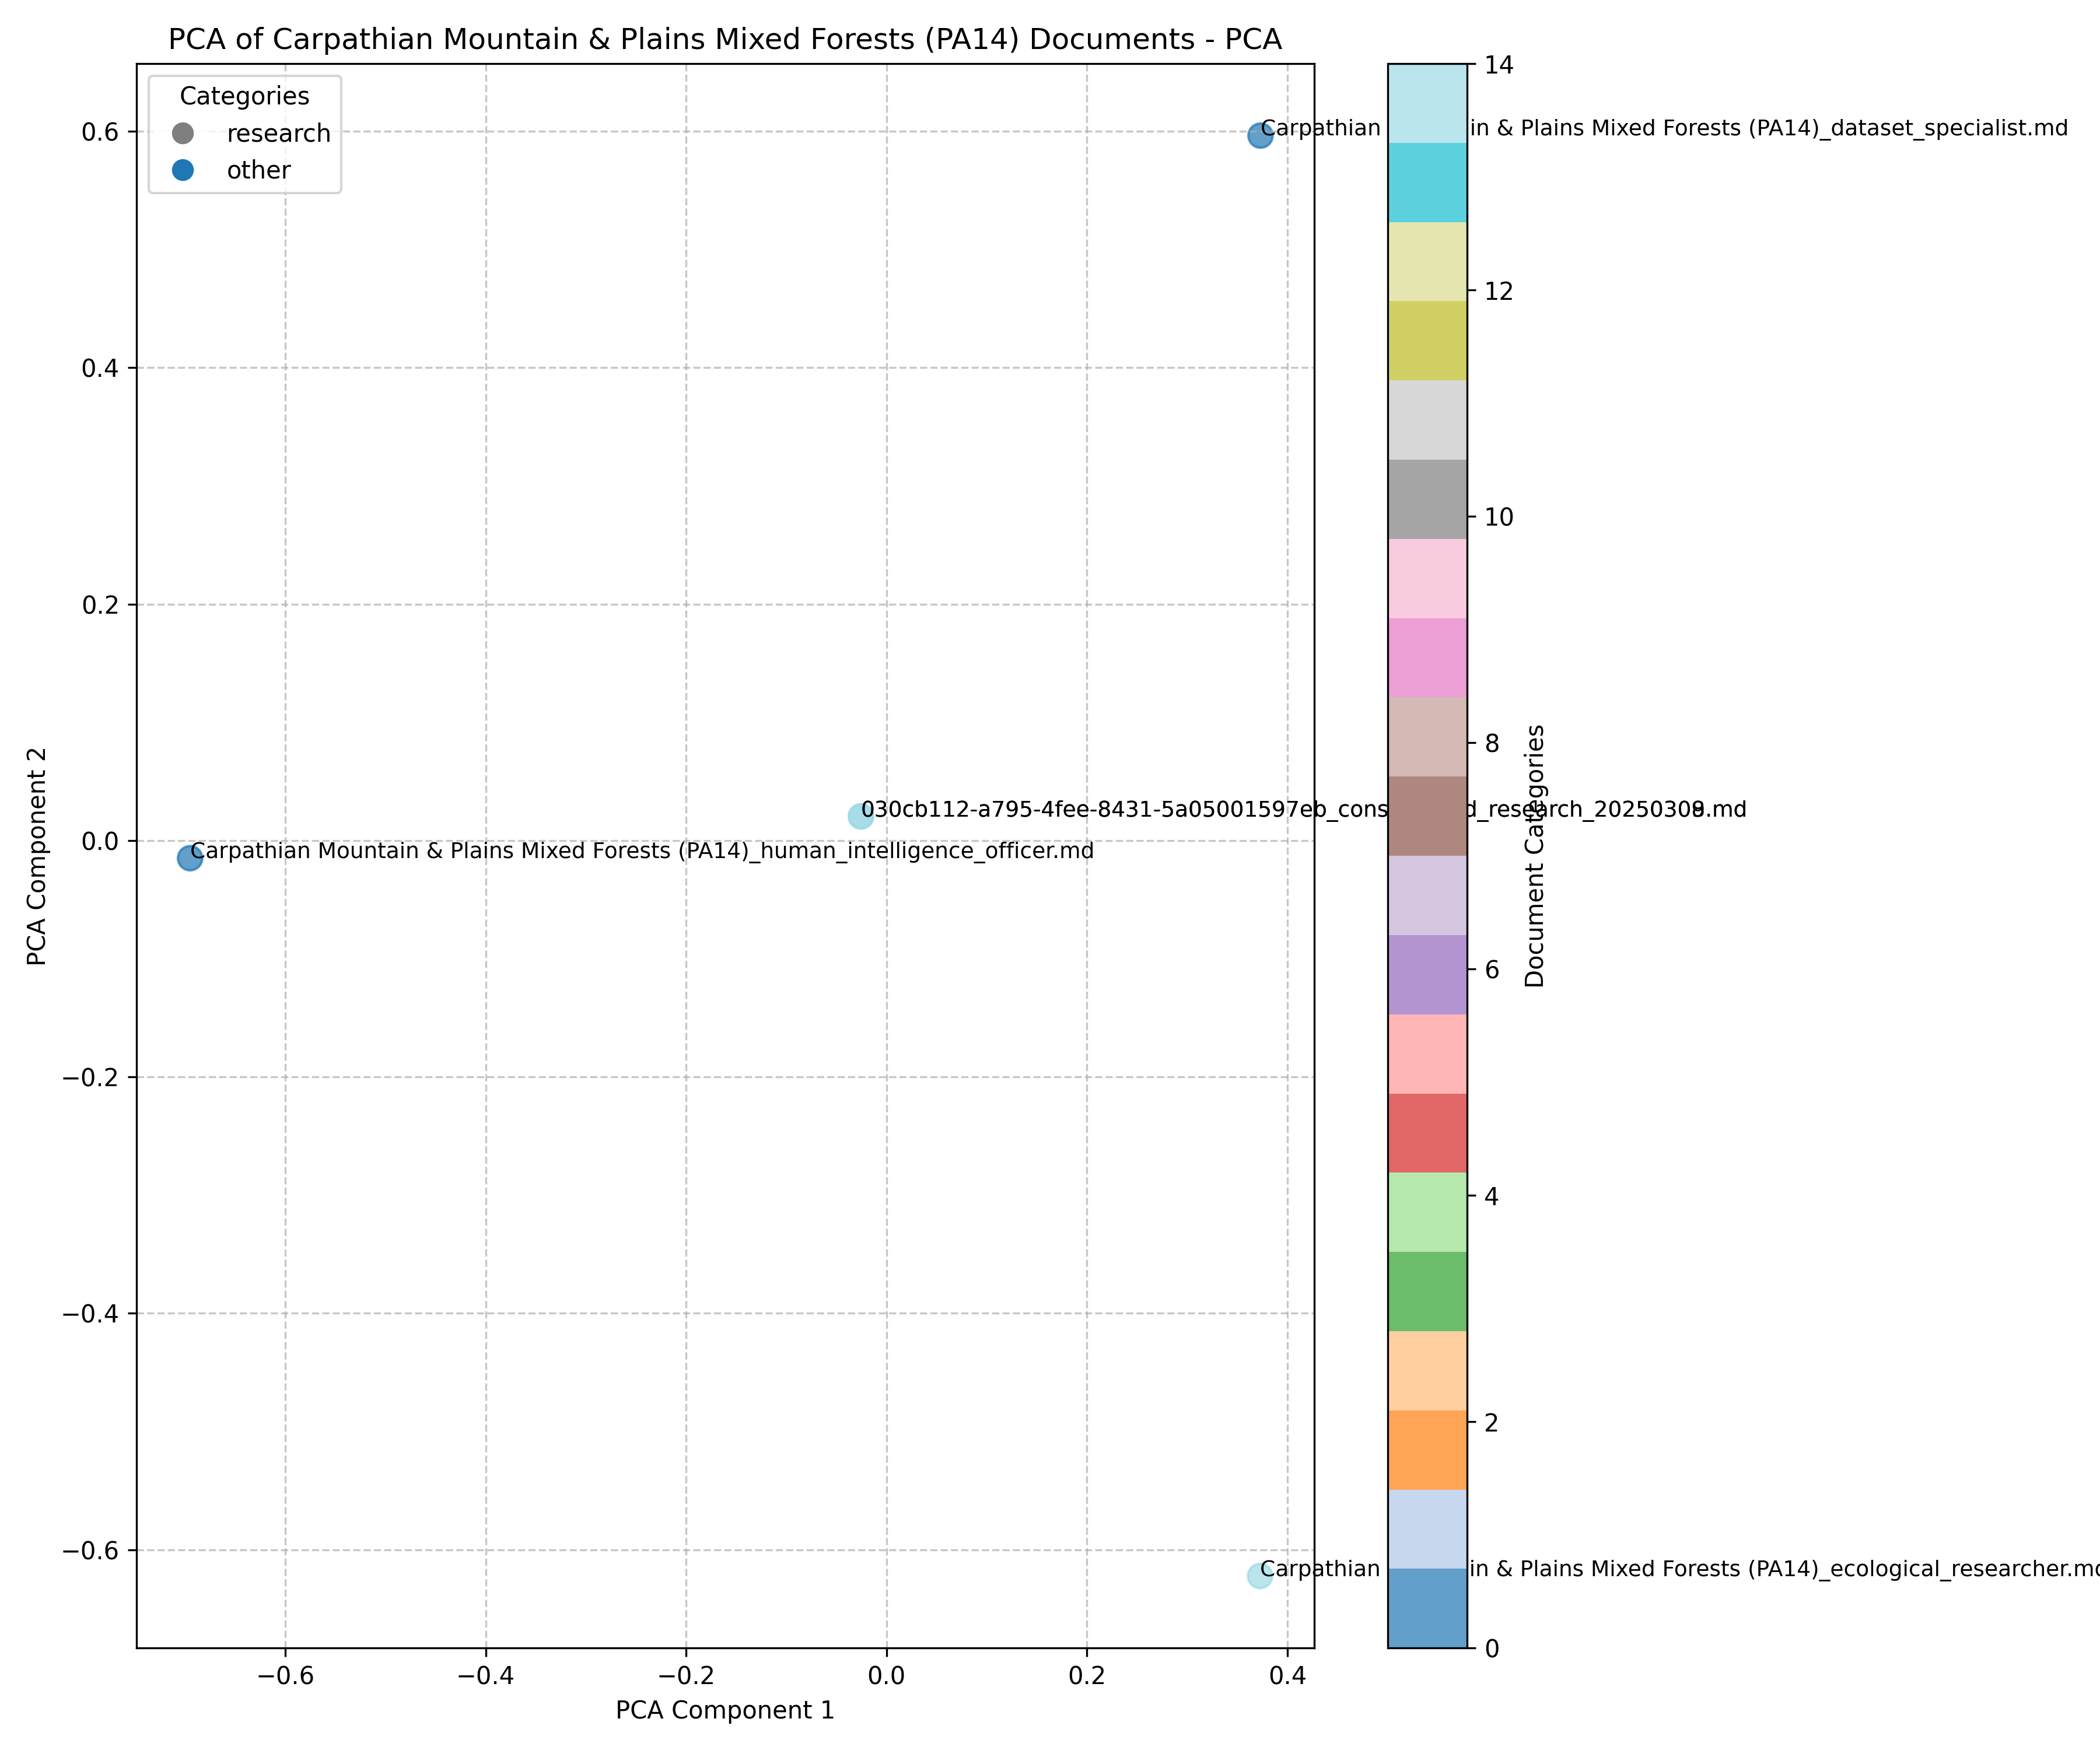 PCA of Carpathian Mountain & Plains Mixed Forests (PA14) Documents - PCA
Categories
research
other
0.6
0.4
0.2
0.0
−0.2
−0.4
−0.6
PCA Component 2
−0.6
−0.4
−0.2
0.0
0.2
0.4
PCA Component 1
Carpathian in & Plains Mixed Forests (PA14)_dataset_specialist.md
030cb112-a795-4fee-8431-5a05001597eb_cons d_research_2025030
Carpathian Mountain & Plains Mixed Forests (PA14)_human_intelligence_officer.md
Carpathian in & Plains Mixed Forests (PA14)_ecological_researcher.md
14
12
10
8
6
4
2
0
Document Categories